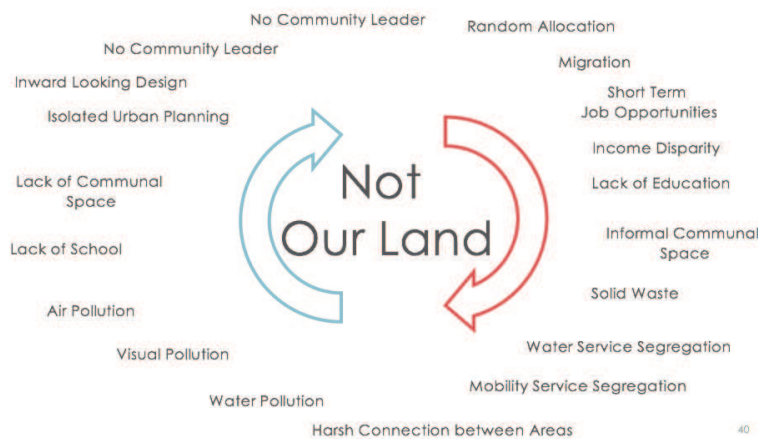 No Community Leader
Random Allocation
No Community Leader
Migration
Inward Looking Design
Short Term
Job Opportunities
Isolated Urban Planning
Income Disparity
Not
Our Land
Lack of Communal
Space
Lack of Education
Lack of School
Informal Communal
Space
Air Pollution
Solid Waste
Visual Pollution
Water Service Segregation
Water Pollution
Mobility Service Segregation
Harsh Connection between Areas
40